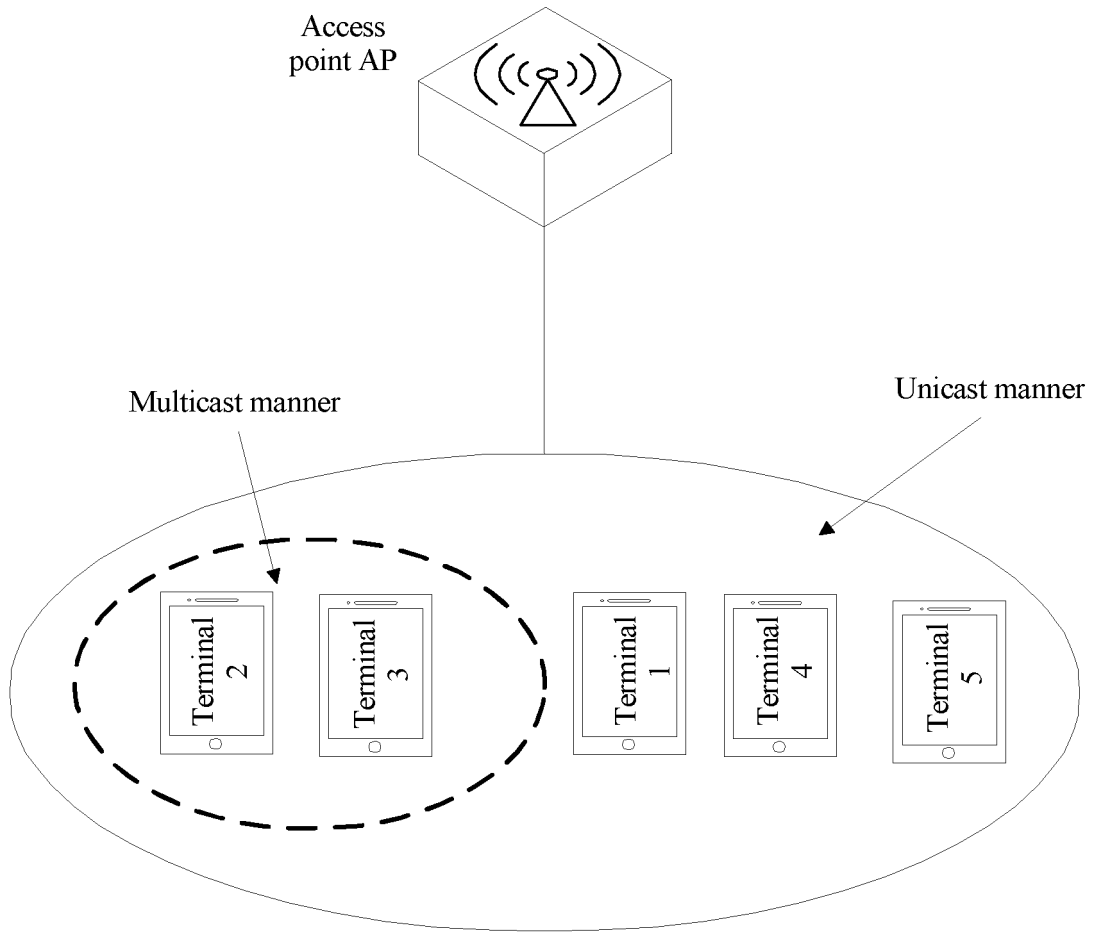 Access
point AP
Multicast manner
Unicast manner
Terminal
2
Terminal
3
Terminal
1
Terminal
4
Terminal
5